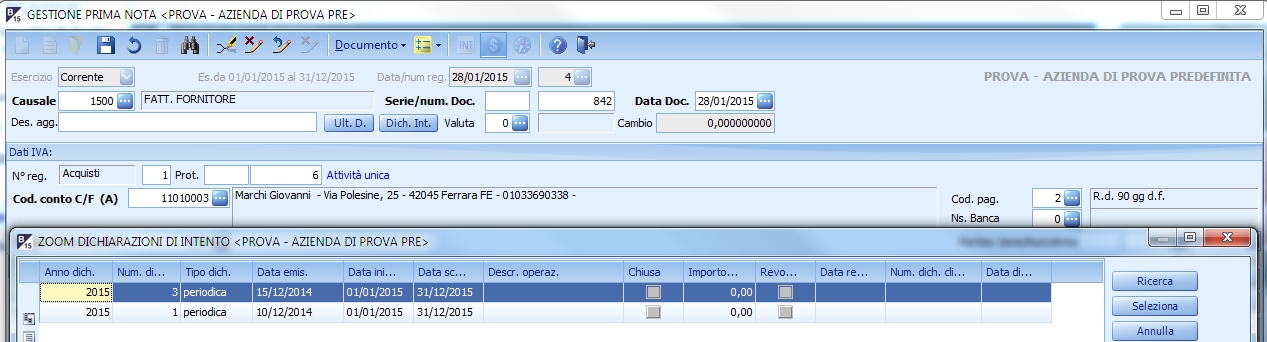 B 15 GESTIONE PRIMA NOTA <PROVA - AZIENDA DI PROVA PRE>
Documento INI $ ?
Esercizio Corrente Es.da 01/01/2015 al 31/12/2015 Data/num reg. 28/01/2015 ... 4 ... PROVA - AZIENDA DI PROVA PREDEFINITA
Causale 1500 ... FATT. FORNITORE Serie/num. Doc. 842 Data Doc. 28/01/2015 ...
Des. agg. Ult. D. Dich. Int. Valuta 0 ... Cambio 0,000000000
Dati IVA:
N° reg. Acquisti 1 Prot. 6 Attività unica
Cod. conto C/F (A) 11010003 ... Marchi Giovanni - Via Polesine, 25 - 42045 Ferrara FE - 01033690338 - Cod. pag. 2 ... R.d. 90 gg d.f.
Ns. Banca 0 ...
B 15 ZOOM DICHIARAZIONI DI INTENTO <PROVA - AZIENDA DI PROVA PRE>
Anno dich. Num. di... Tipo dich. Data emis. Data ini... Data sc... Descr. operaz. Chiusa Importo... Revo... Data re... Num. dich. cli... Data di...
2015 3 periodica 15/12/2014 01/01/2015 31/12/2015 0,00
2015 1 periodica 10/12/2014 01/01/2015 31/12/2015 0,00
Ricerca
Seleziona
Annulla